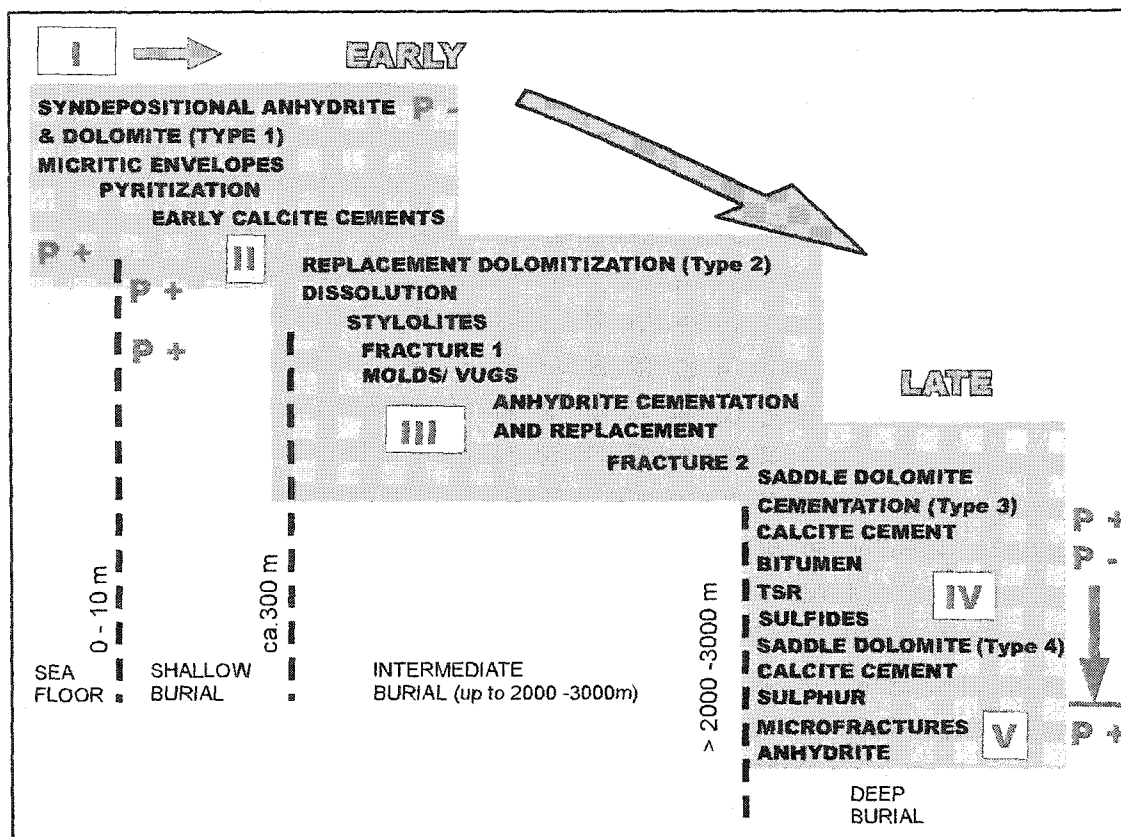 I
EARLY
SYNDEPOSITIONAL ANHYDRITE P -
& DOLOMITE (TYPE 1)
MICRITIC ENVELOPES
PYRITIZATION
EARLY CALCITE CEMENTS
P +
II
P +
P +
REPLACEMENT DOLOMITIZATION (Type 2)
DISSOLUTION
STYLOLITES
FRACTURE 1
MOLDS/ VUGS
LATE
ANHYDRITE CEMENTATION
AND REPLACEMENT
III
FRACTURE 2
SADDLE DOLOMITE
CEMENTATION (Type 3)
CALCITE CEMENT
BITUMEN
TSR
SULFIDES
IV
SADDLE DOLOMITE (Type 4)
CALCITE CEMENT
SULPHUR
MICROFRACTURES
ANHYDRITE
V
P +
P -
P +
0 - 10 m
ca.300 m
> 2000 -3000m
SEA
FLOOR
SHALLOW
BURIAL
INTERMEDIATE
BURIAL (up to 2000 -3000m)
DEEP
BURIAL